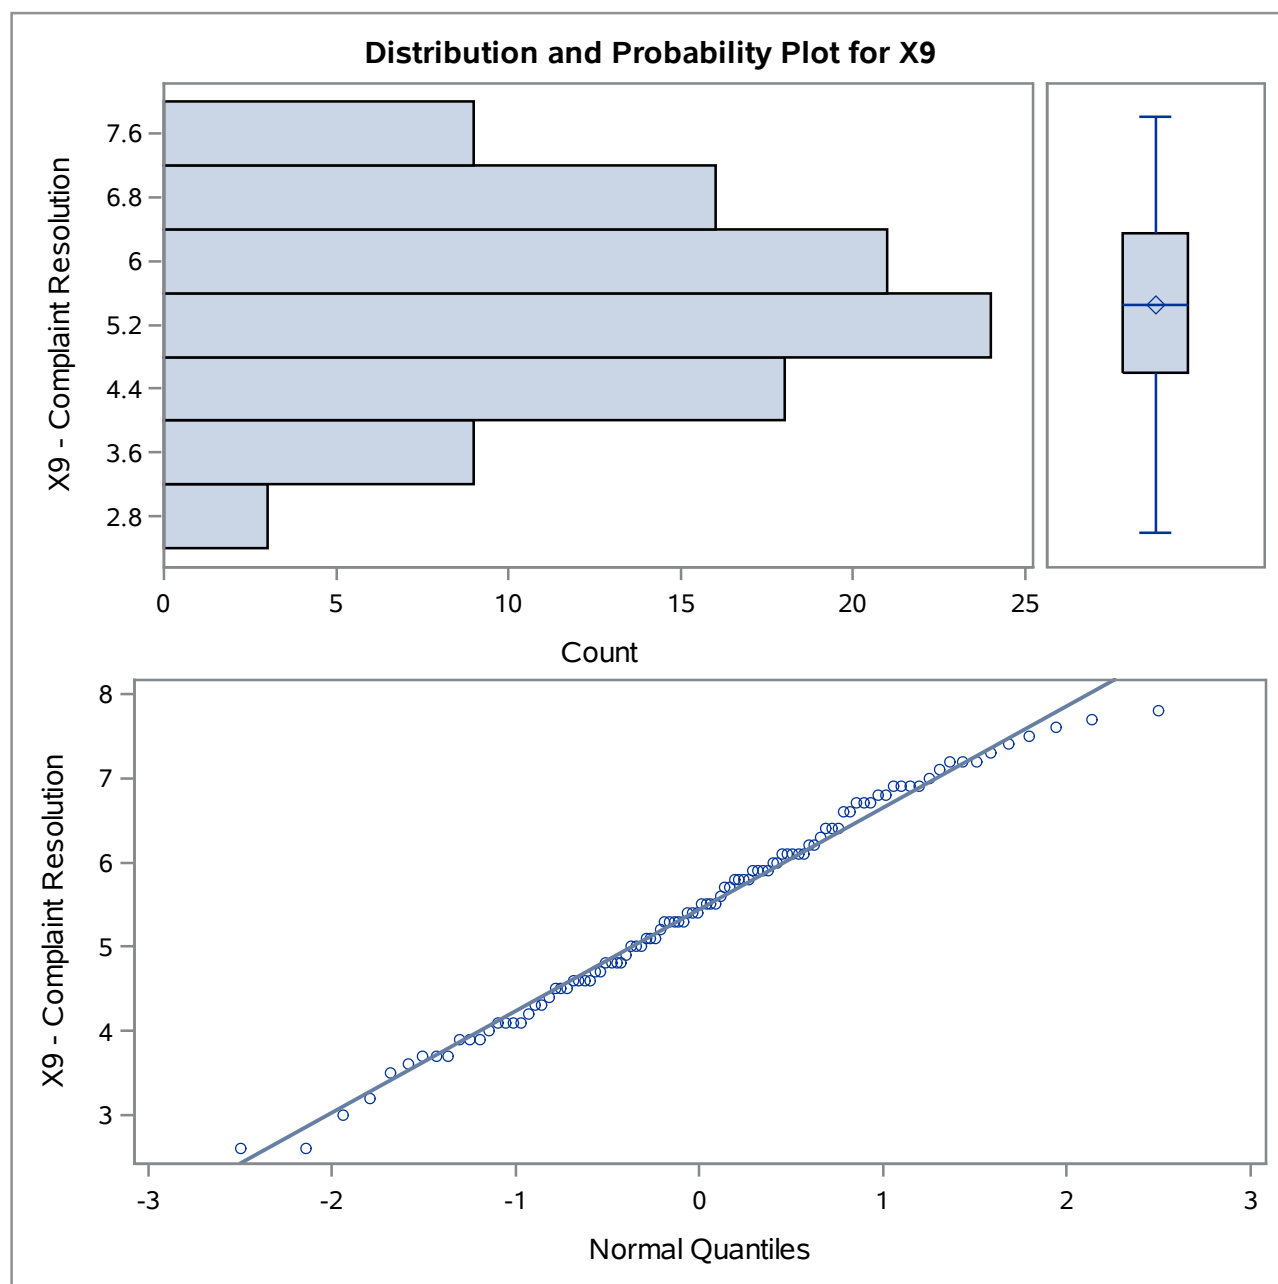 Distribution and Probability Plot for X9
X9 - Complaint Resolution
7.6
6.8
6
5.2
4.4
3.6
2.8
0 5 10 15 20 25
Count
X9 - Complaint Resolution
8
7
6
5
4
3
-3 -2 -1 0 1 2 3
Normal Quantiles